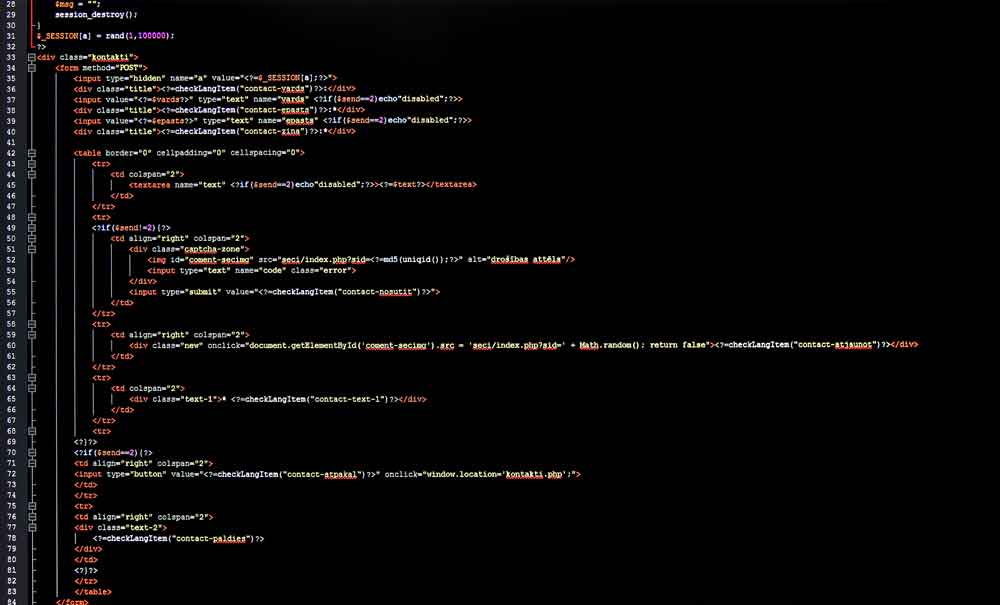 28 $msg = "";
29 session_destroy();
30 }
31 $_SESSION[a] = rand(1,100000);
32 ?>
33 <div class="kontakti">
34 <form method="POST">
35 <input type="hidden" name="a" value="<?=$_SESSION[a];?>">
36 <div class="title"><?=checkLangItem("contact-vards")?>:</div>
37 <input value="<?=$vards?>" type="text" name="vards" <?if($send==2)echo"disabled";?>>
38 <div class="title"><?=checkLangItem("contact-epasts")?>:*</div>
39 <input value="<?=$epasts?>" type="text" name="epasts" <?if($send==2)echo"disabled";?>>
40 <div class="title"><?=checkLangItem("contact-zina")?>:*</div>
41
42 <table border="0" cellpadding="0" cellspacing="0">
43 <tr>
44 <td colspan="2">
45 <textarea name="text" <?if($send==2)echo"disabled";?>><?=$text?></textarea>
46 </td>
47 </tr>
48 <tr>
49 <?if($send!=2){?>
50 <td align="right" colspan="2">
51 <div class="captcha-zone">
52 <img id="coment-secimg" src="seci/index.php?sid=<?=md5(uniqid());?>" alt="drošības attēls"/>
53 <input type="text" name="code" class="error">
54 </div>
55 <input type="submit" value="<?=checkLangItem("contact-nosutit")?>">
56 </td>
57 </tr>
58 <tr>
59 <td align="right" colspan="2">
60 <div class="new" onclick="document.getElementById('coment-secimg').src = 'seci/index.php?sid=' + Math.random(); return false"><?=checkLangItem("contact-atjaunot")?></div>
61 </td>
62 </tr>
63 <tr>
64 <td colspan="2">
65 <div class="text-1">* <?=checkLangItem("contact-text-1")?></div>
66 </td>
67 </tr>
68 <tr>
69 <?}?>
70 <?if($send==2){?>
71 <td align="right" colspan="2">
72 <input type="button" value="<?=checkLangItem("contact-atpakal")?>" onclick="window.location='kontakti.php';">
73 </td>
74 </tr>
75 <tr>
76 <td align="right" colspan="2">
77 <div class="text-2">
78 <?=checkLangItem("contact-paldies")?>
79 </div>
80 </td>
81 <?}?>
82 </tr>
83 </table>
84 </form>